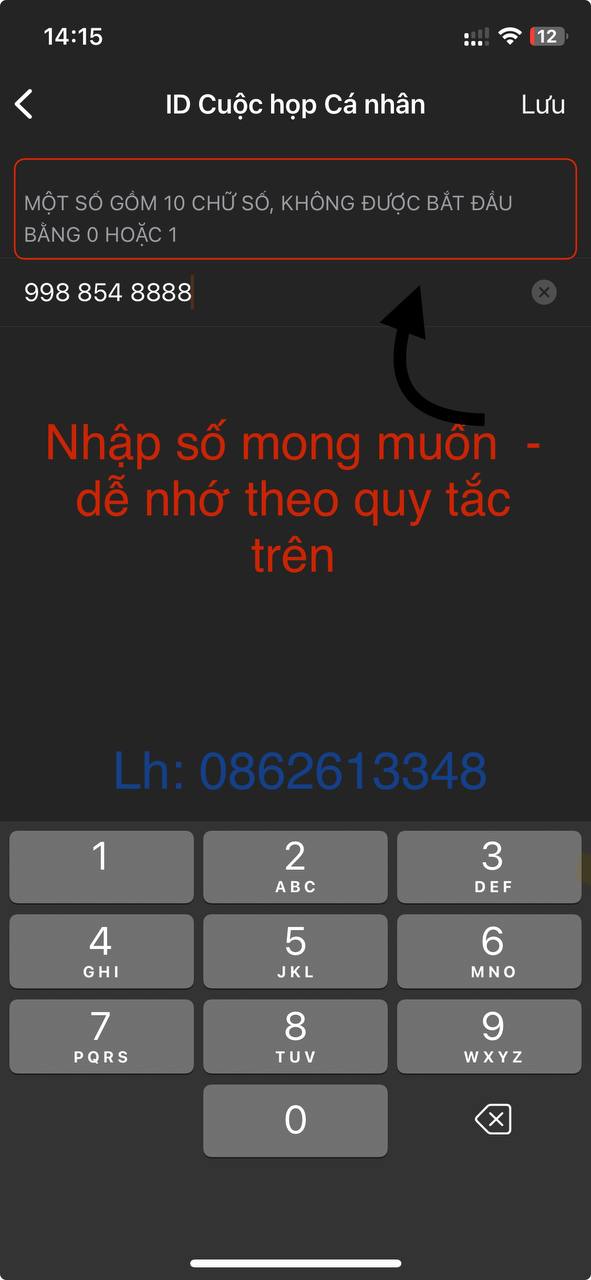 14:15
12
ID Cuộc họp Cá nhân
Lưu
MỘT SỐ GỒM 10 CHỮ SỐ, KHÔNG ĐƯỢC BẮT ĐẦU
BẰNG 0 HOẶC 1
998 854 8888
Nhập số mong muốn -
dễ nhớ theo quy tắc
trên
Lh: 0862613348
1
2
ABC
3
DEF
4
GHI
5
JKL
6
MNO
7
PQRS
8
TUV
9
WXYZ
0